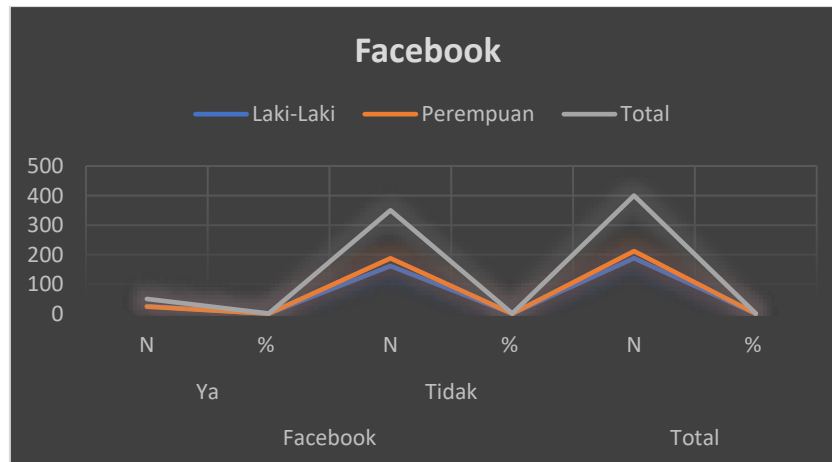 Facebook
Laki-Laki Perempuan Total
500
400
300
200
100
0
N % N % N %
Ya Tidak
Facebook Total